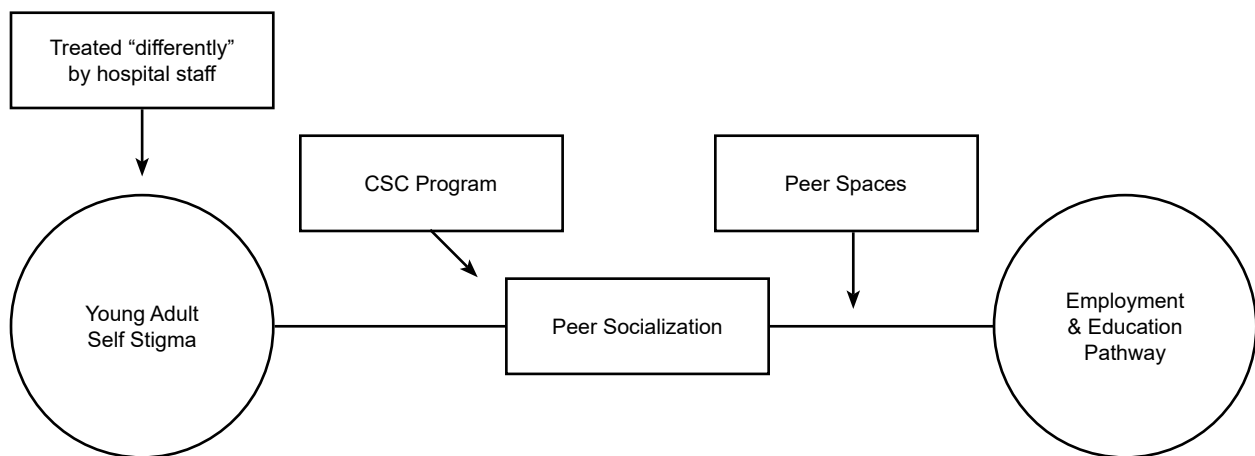 Treated “differently”
by hospital staff
CSC Program
Peer Spaces
Young Adult
Self Stigma
Peer Socialization
Employment
& Education
Pathway